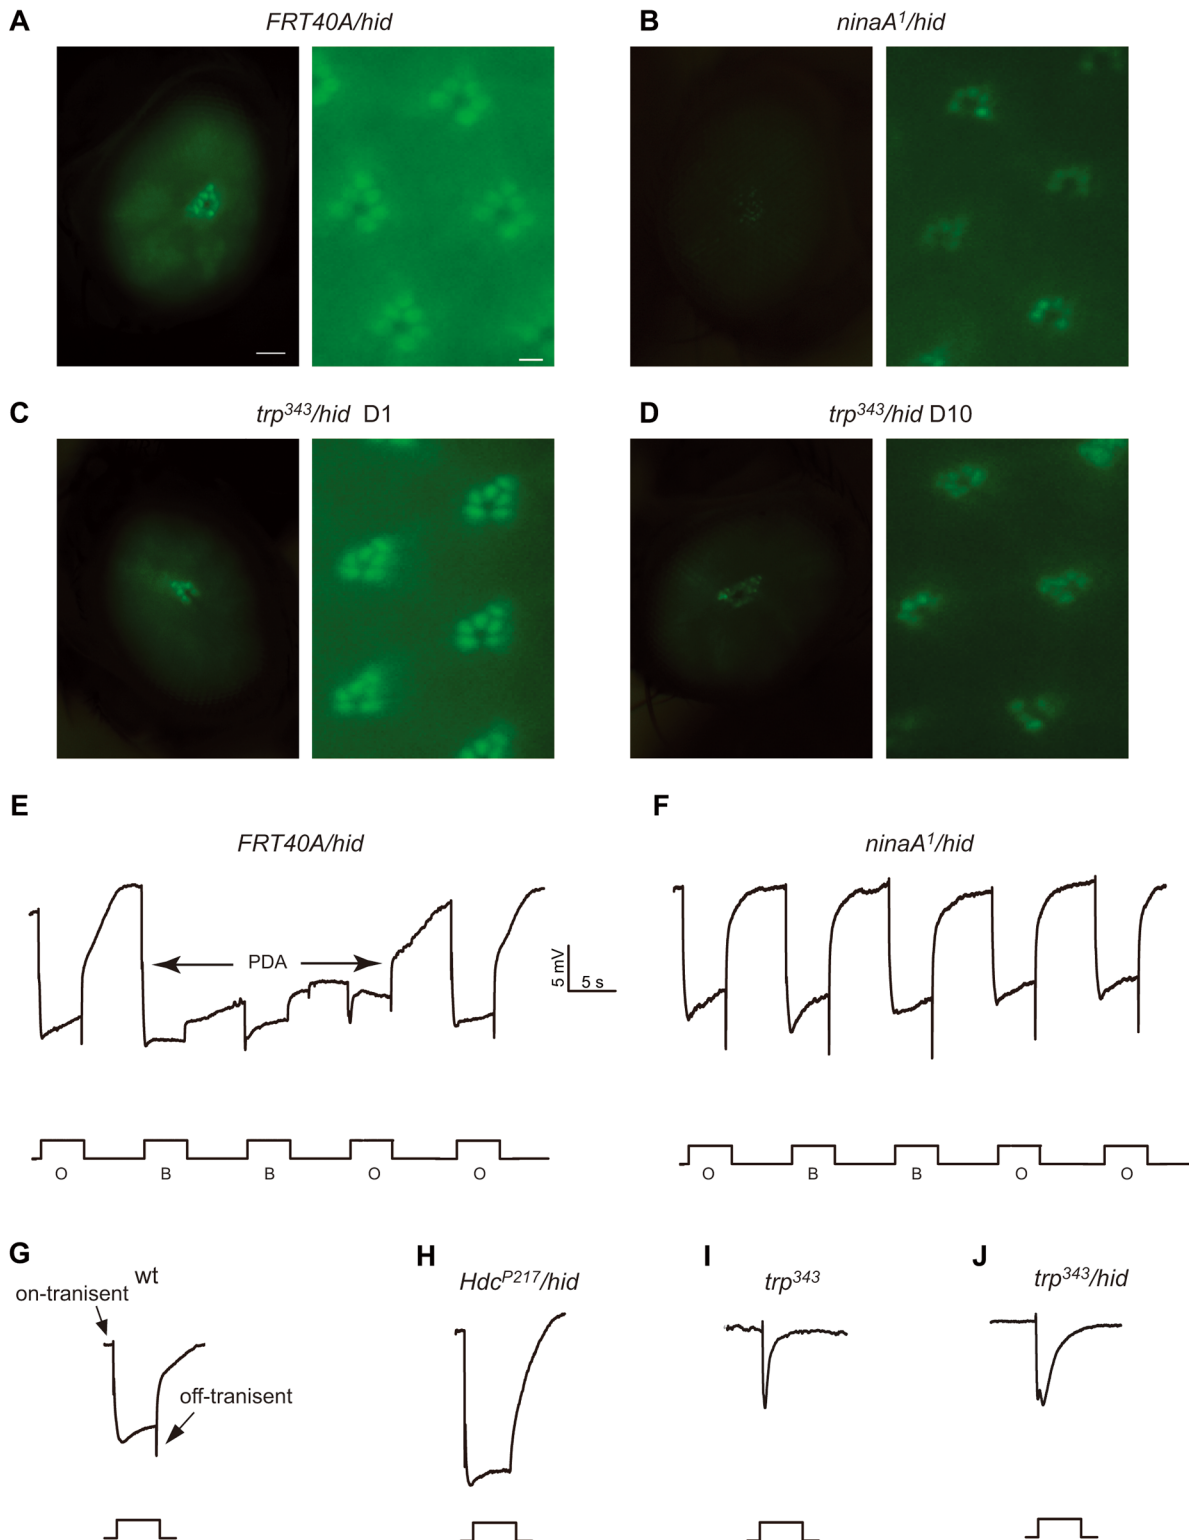 A
FRT40A/hid
B
ninaA¹/hid
C
trp³⁴³/hid D1
D
trp³⁴³/hid D10
E
FRT40A/hid
PDA
5 mV
5 s
O B B O O
F
ninaA¹/hid
O B B O O
G
wt
on-tranisent
off-tranisent
H
Hdcᴾ²¹⁷/hid
I
trp³⁴³
J
trp³⁴³/hid